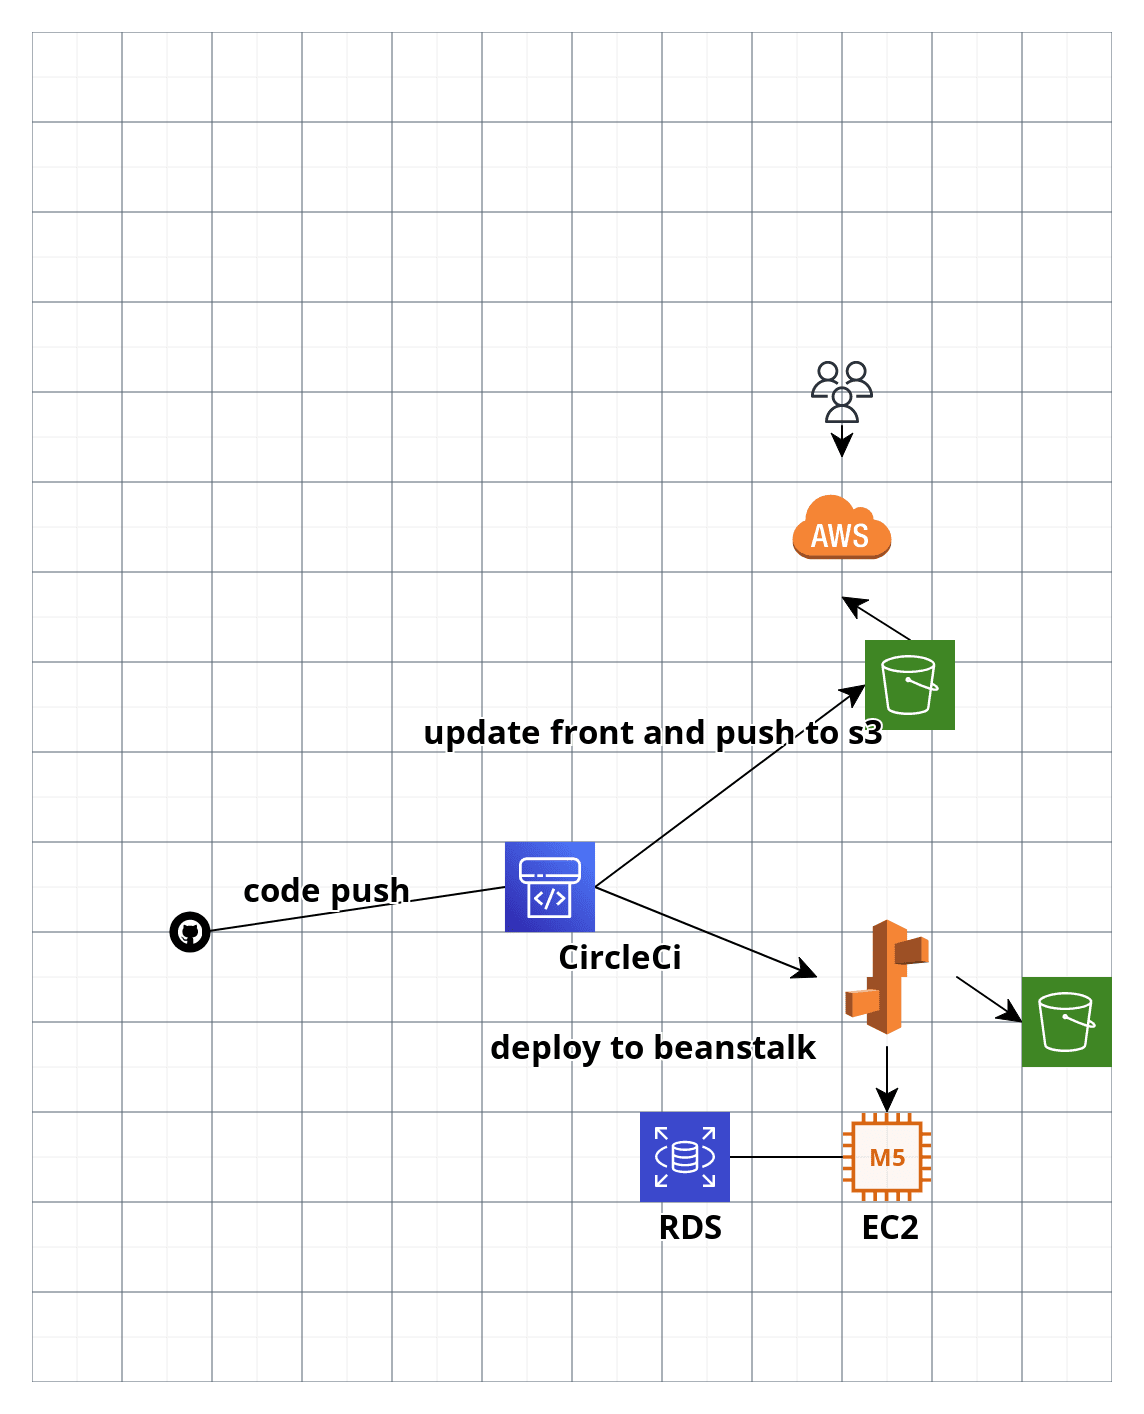 AWS
update front and push to s3
code push
CircleCi
deploy to beanstalk
M5
RDS
EC2